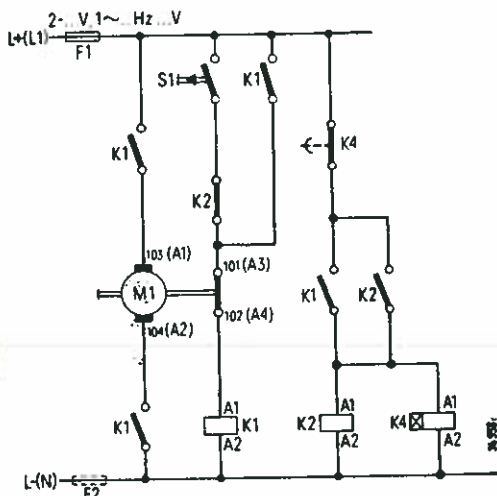 2-...V, 1~...Hz...V
L+(L1)
F1
S1
K1
K1
K4
K2
103 (A1)
101 (A3)
M1
K1
K2
102 (A4)
104 (A2)
K1
A1
K1
A2
A1
K2
A2
A1
K4
A2
L-(N)
F2